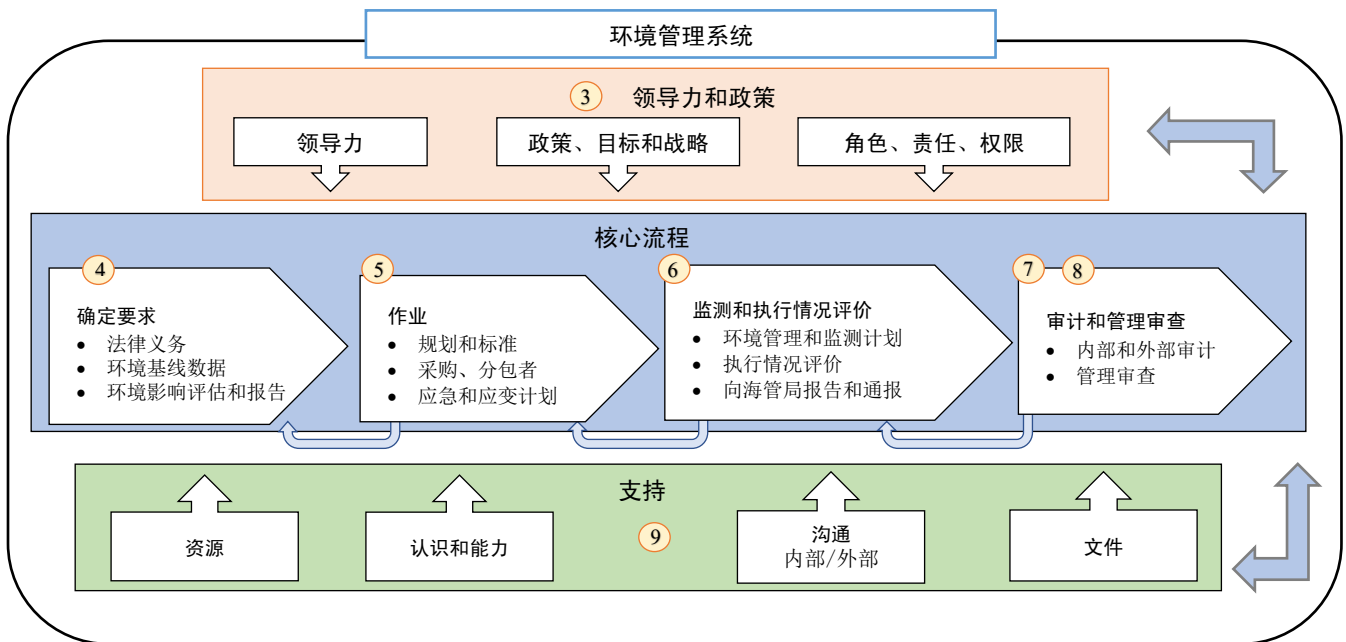 环境管理系统
③ 领导力和政策
领导力
政策、目标和战略
角色、责任、权限
核心流程
④
确定要求
• 法律义务
• 环境基线数据
• 环境影响评估和报告
⑤
作业
• 规划和标准
• 采购、分包者
• 应急和应变计划
⑥
监测和执行情况评价
• 环境管理和监测计划
• 执行情况评价
• 向海管局报告和通报
⑦ ⑧
审计和管理审查
• 内部和外部审计
• 管理审查
支持
资源
认识和能力
⑨
沟通
内部/外部
文件